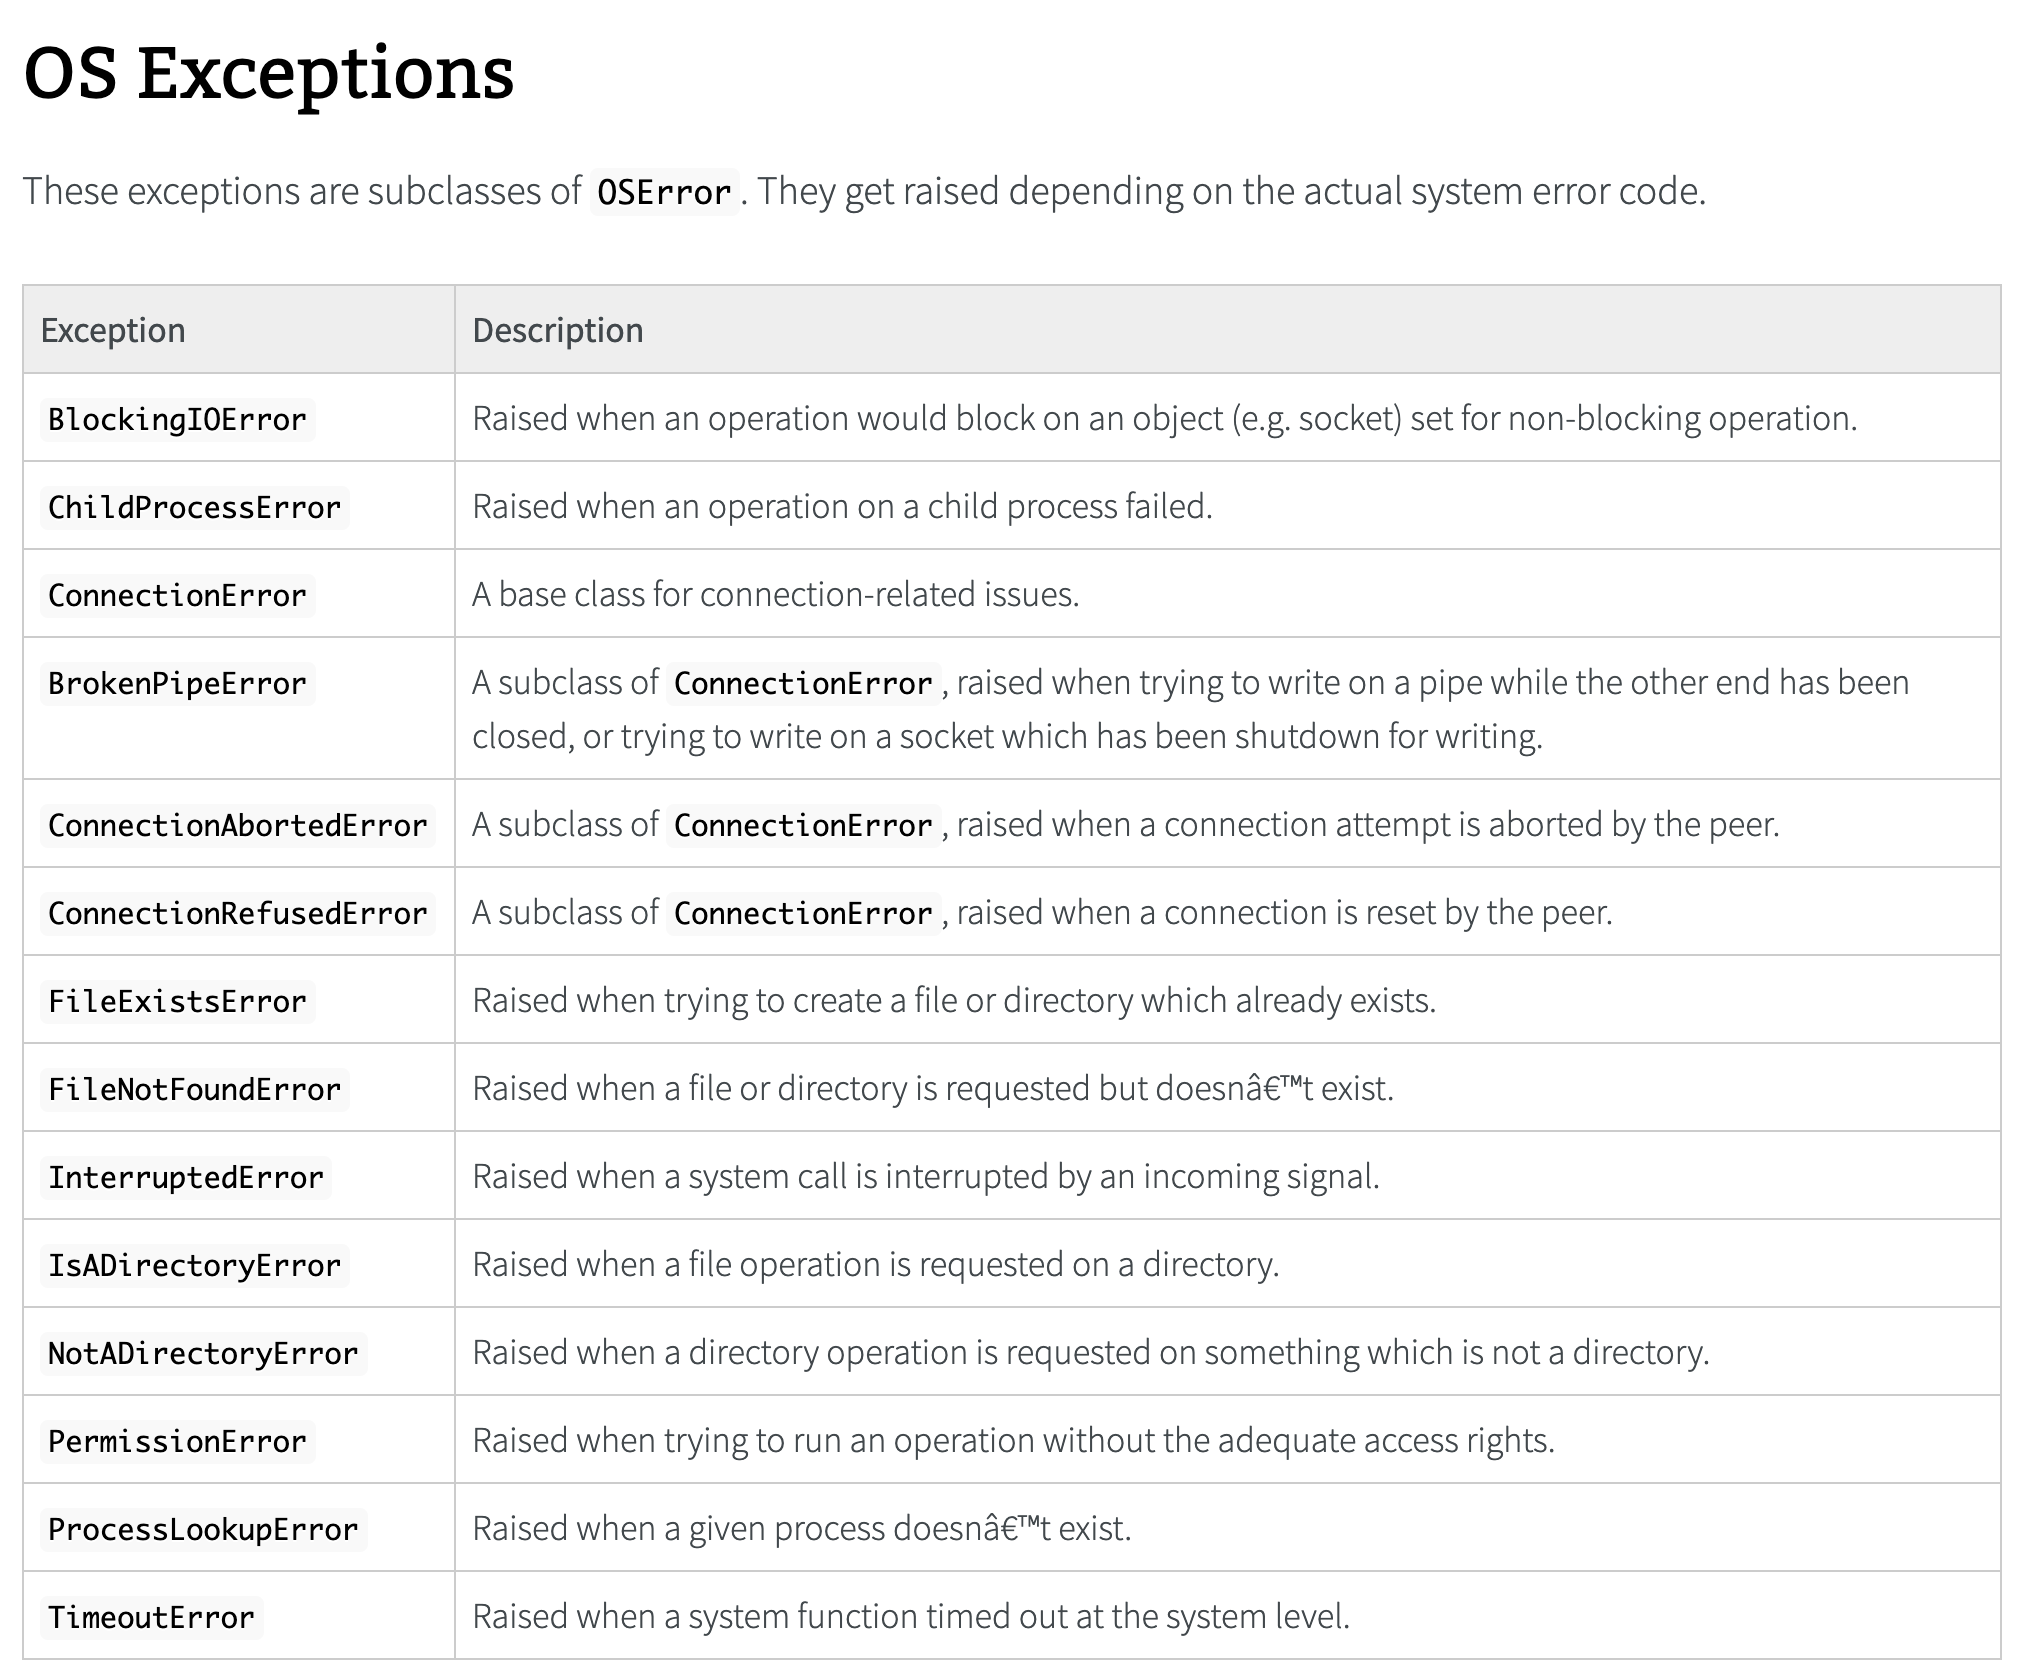 OS Exceptions
These exceptions are subclasses of OSError. They get raised depending on the actual system error code.
Exception Description
BlockingIOError Raised when an operation would block on an object (e.g. socket) set for non-blocking operation.
ChildProcessError Raised when an operation on a child process failed.
ConnectionError A base class for connection-related issues.
BrokenPipeError A subclass of ConnectionError, raised when trying to write on a pipe while the other end has been
closed, or trying to write on a socket which has been shutdown for writing.
ConnectionAbortedError A subclass of ConnectionError, raised when a connection attempt is aborted by the peer.
ConnectionRefusedError A subclass of ConnectionError, raised when a connection is reset by the peer.
FileExistsError Raised when trying to create a file or directory which already exists.
FileNotFoundError Raised when a file or directory is requested but doesnâ€™t exist.
InterruptedError Raised when a system call is interrupted by an incoming signal.
IsADirectoryError Raised when a file operation is requested on a directory.
NotADirectoryError Raised when a directory operation is requested on something which is not a directory.
PermissionError Raised when trying to run an operation without the adequate access rights.
ProcessLookupError Raised when a given process doesnâ€™t exist.
TimeoutError Raised when a system function timed out at the system level.